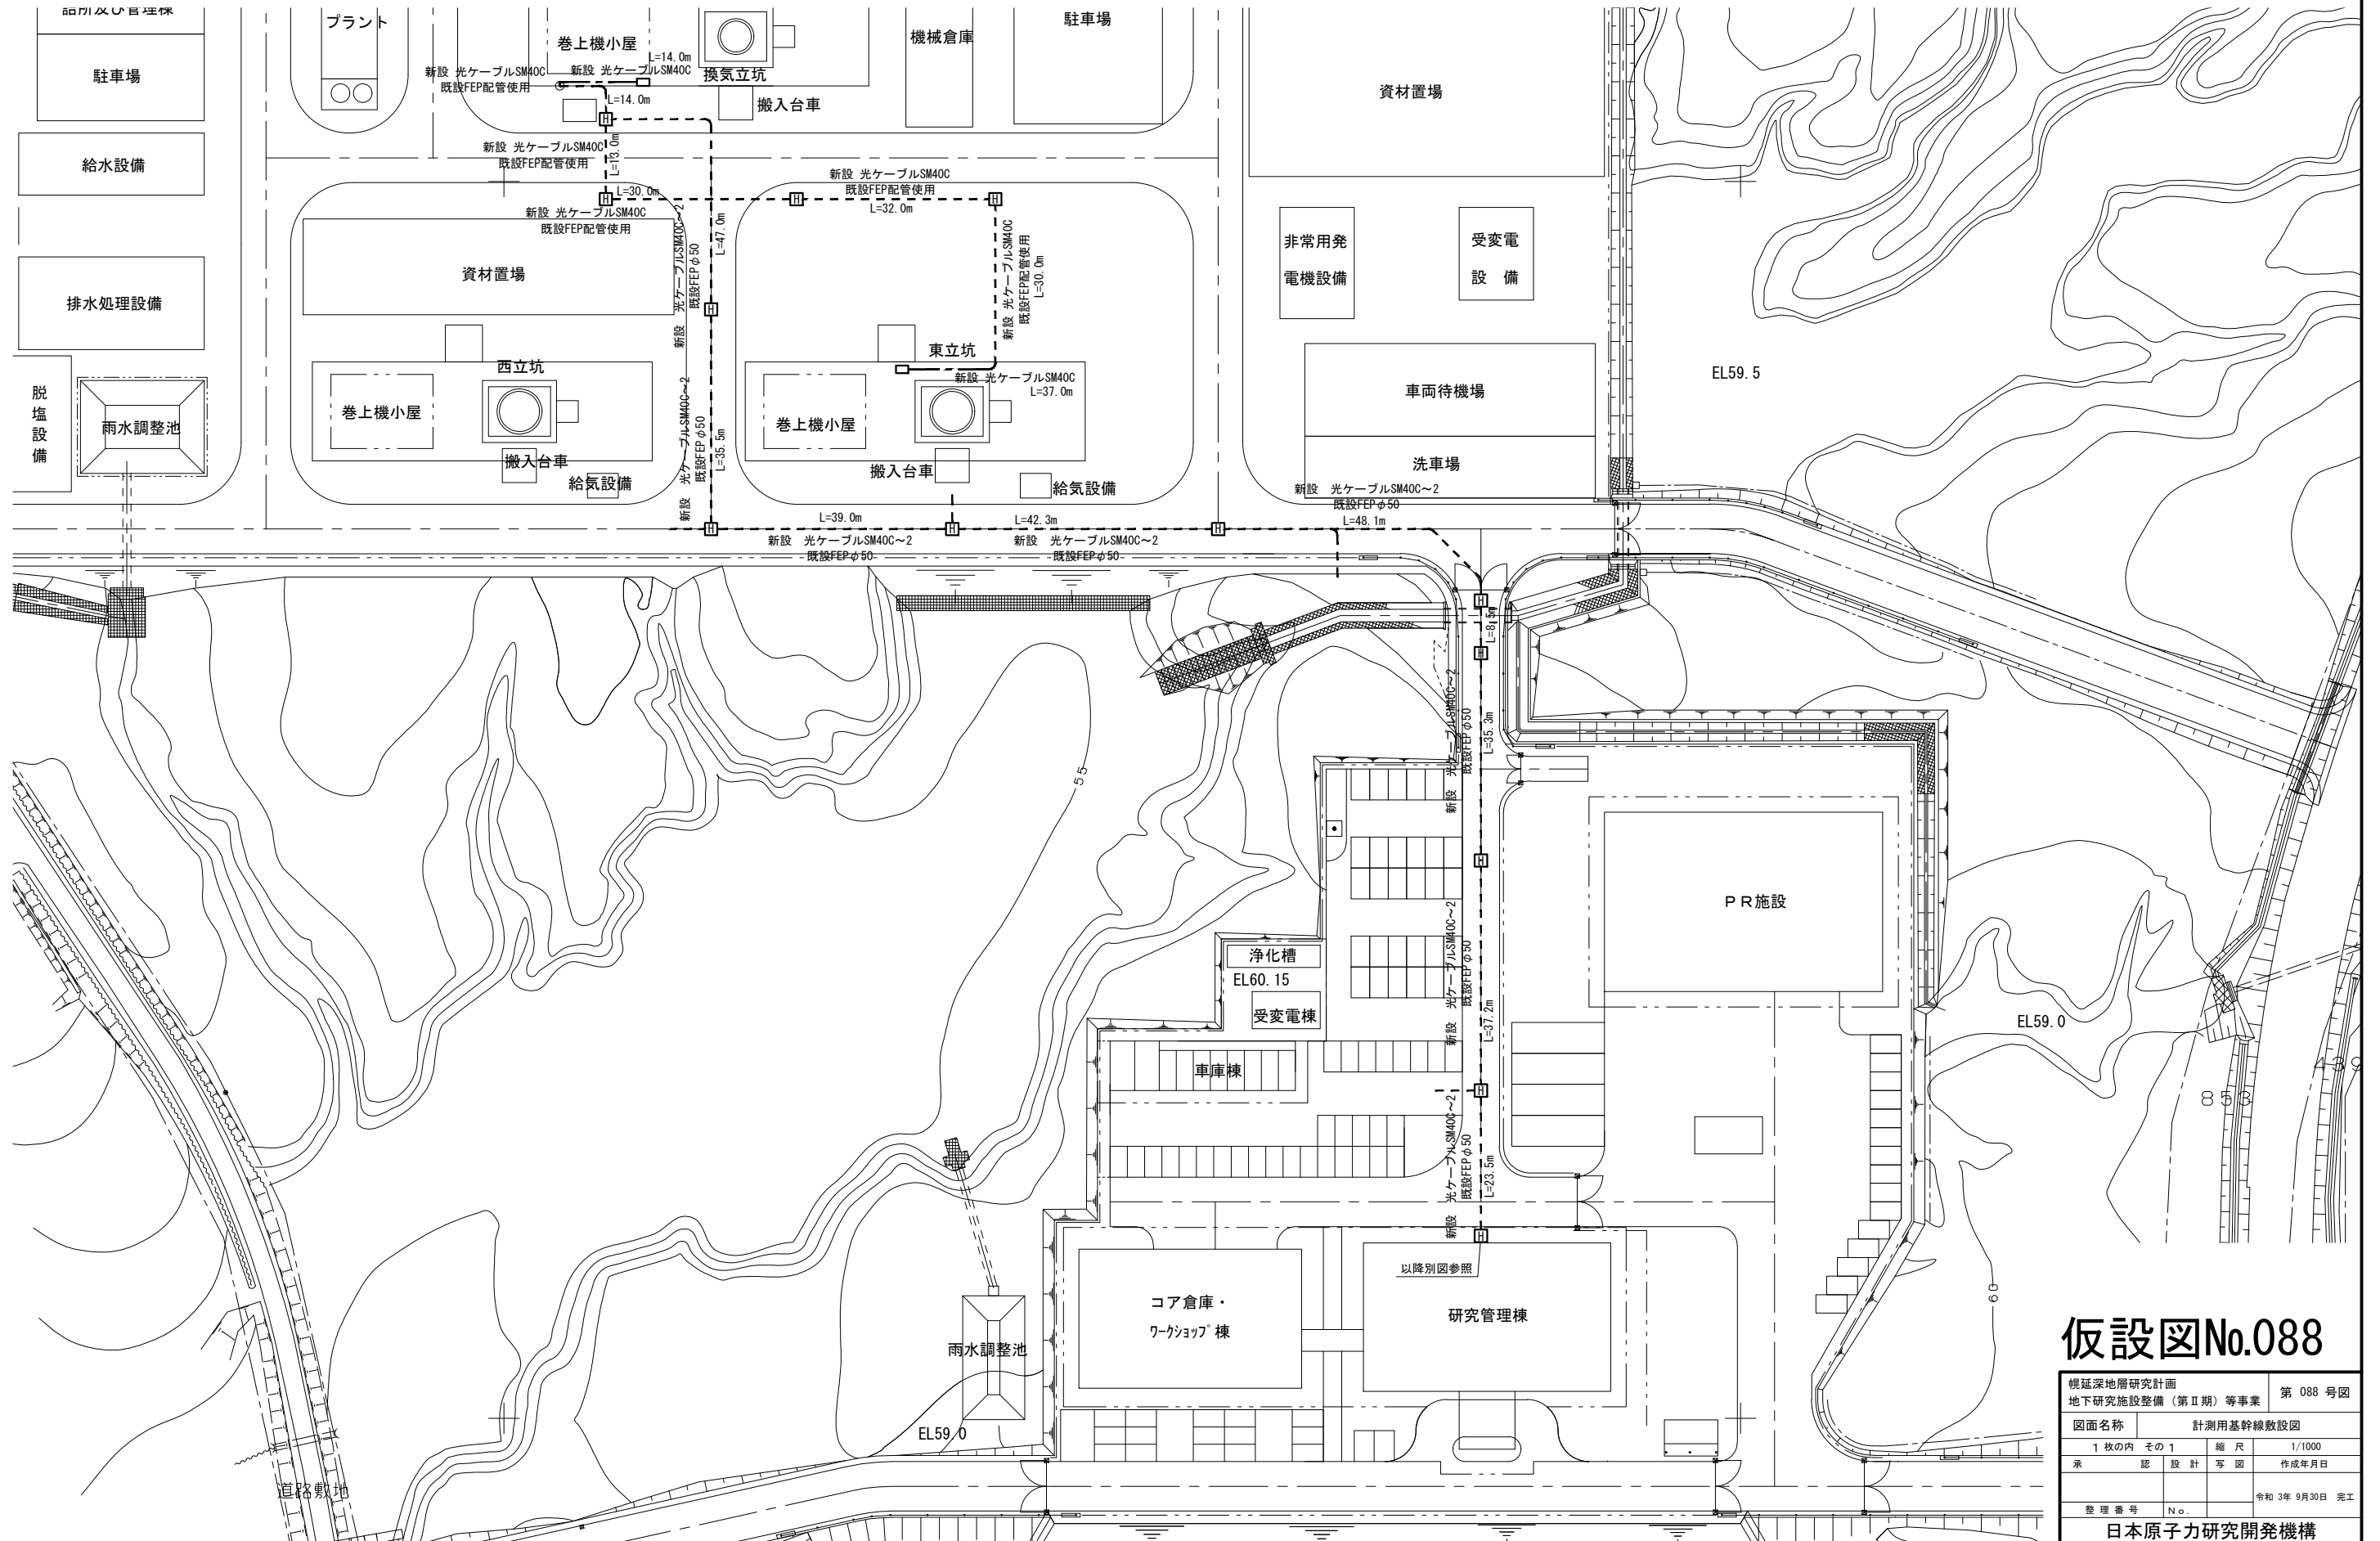 詰所及び管理棟
プラント
駐車場
巻上機小屋
機械倉庫
駐車場
L=14.0m
新設 光ケーブルSM40C
新設 光ケーブルSM40C
既設FEP配管使用
換気立坑
L=14.0m
搬入台車
資材置場
給水設備
新設 光ケーブルSM40C
既設FEP配管使用
L=13.0m
L=30.0m
新設 光ケーブルSM40C
既設FEP配管使用
L=32.0m
新設 光ケーブルSM40C
既設FEP配管使用
新設 光ケーブルSM40C~2
既設FEPφ50
L=47.0m
新設 光ケーブルSM40C
既設FEP配管使用
L=30.0m
非常用発
電機設備
受変電
設 備
排水処理設備
資材置場
西立坑
東立坑
新設 光ケーブルSM40C
L=37.0m
EL59.5
脱塩設備
雨水調整池
巻上機小屋
巻上機小屋
車両待機場
洗車場
搬入台車
給気設備
搬入台車
給気設備
新設 光ケーブルSM40C~2
既設FEPφ50
L=35.5m
新設 光ケーブルSM40C~2
既設FEPφ50
L=39.0m
L=42.3m
L=48.1m
新設 光ケーブルSM40C~2
既設FEPφ50
新設 光ケーブルSM40C~2
既設FEPφ50
L=8.5m
新設 光ケーブルSM40C~2
既設FEPφ50
L=35.3m
55
PR施設
浄化槽
EL60.15
受変電棟
新設 光ケーブルSM40C~2
既設FEPφ50
L=37.2m
EL59.0
車庫棟
新設 光ケーブルSM40C~2
既設FEPφ50
L=23.5m
以降別図参照
コア倉庫・
ワークショップ棟
研究管理棟
60
雨水調整池
EL59.0
道路敷地
仮設図No.088
幌延深地層研究計画
地下研究施設整備(第Ⅱ期)等事業
第 088 号図
図面名称
計測用基幹線敷設図
1 枚の内 その 1
縮 尺
1/1000
承 認
設 計
写 図
作成年月日
令和 3年 9月30日 完工
整 理 番 号
No.
日本原子力研究開発機構